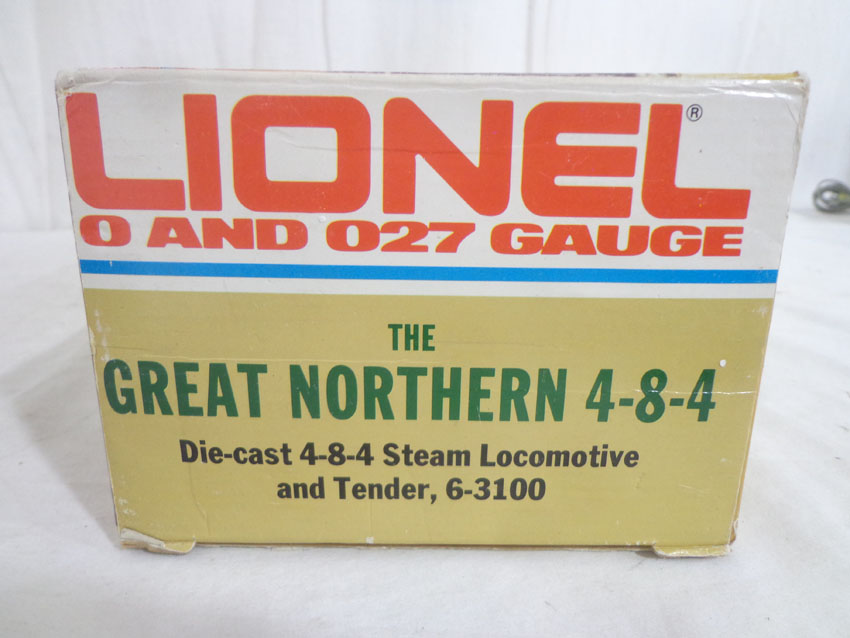 LIONEL®
O AND O27 GAUGE
THE
GREAT NORTHERN 4-8-4
Die-cast 4-8-4 Steam Locomotive
and Tender, 6-3100